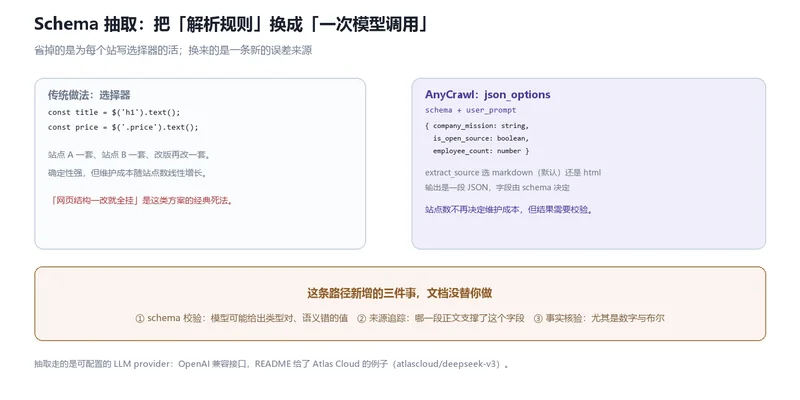 Schema 抽取：把「解析规则」换成「一次模型调用」
省掉的是为每个站写选择器的活；换来的是一条新的误差来源
传统做法：选择器
const title = $('h1').text();
const price = $('.price').text();
站点 A 一套、站点 B 一套、改版再改一套。
确定性强，但维护成本随站点数线性增长。
「网页结构一改就全挂」是这类方案的经典死法。
AnyCrawl：json_options
schema + user_prompt
{ company_mission: string,
is_open_source: boolean,
employee_count: number }
extract_source 选 markdown（默认）还是 html
输出是一段 JSON，字段由 schema 决定
站点数不再决定维护成本，但结果需要校验。
这条路径新增的三件事，文档没替你做
① schema 校验：模型可能给出类型对、语义错的值 ② 来源追踪：哪一段正文支撑了这个字段 ③ 事实核验：尤其是数字与布尔
抽取走的是可配置的 LLM provider：OpenAI 兼容接口，README 给了 Atlas Cloud 的例子（atlascloud/deepseek-v3）。